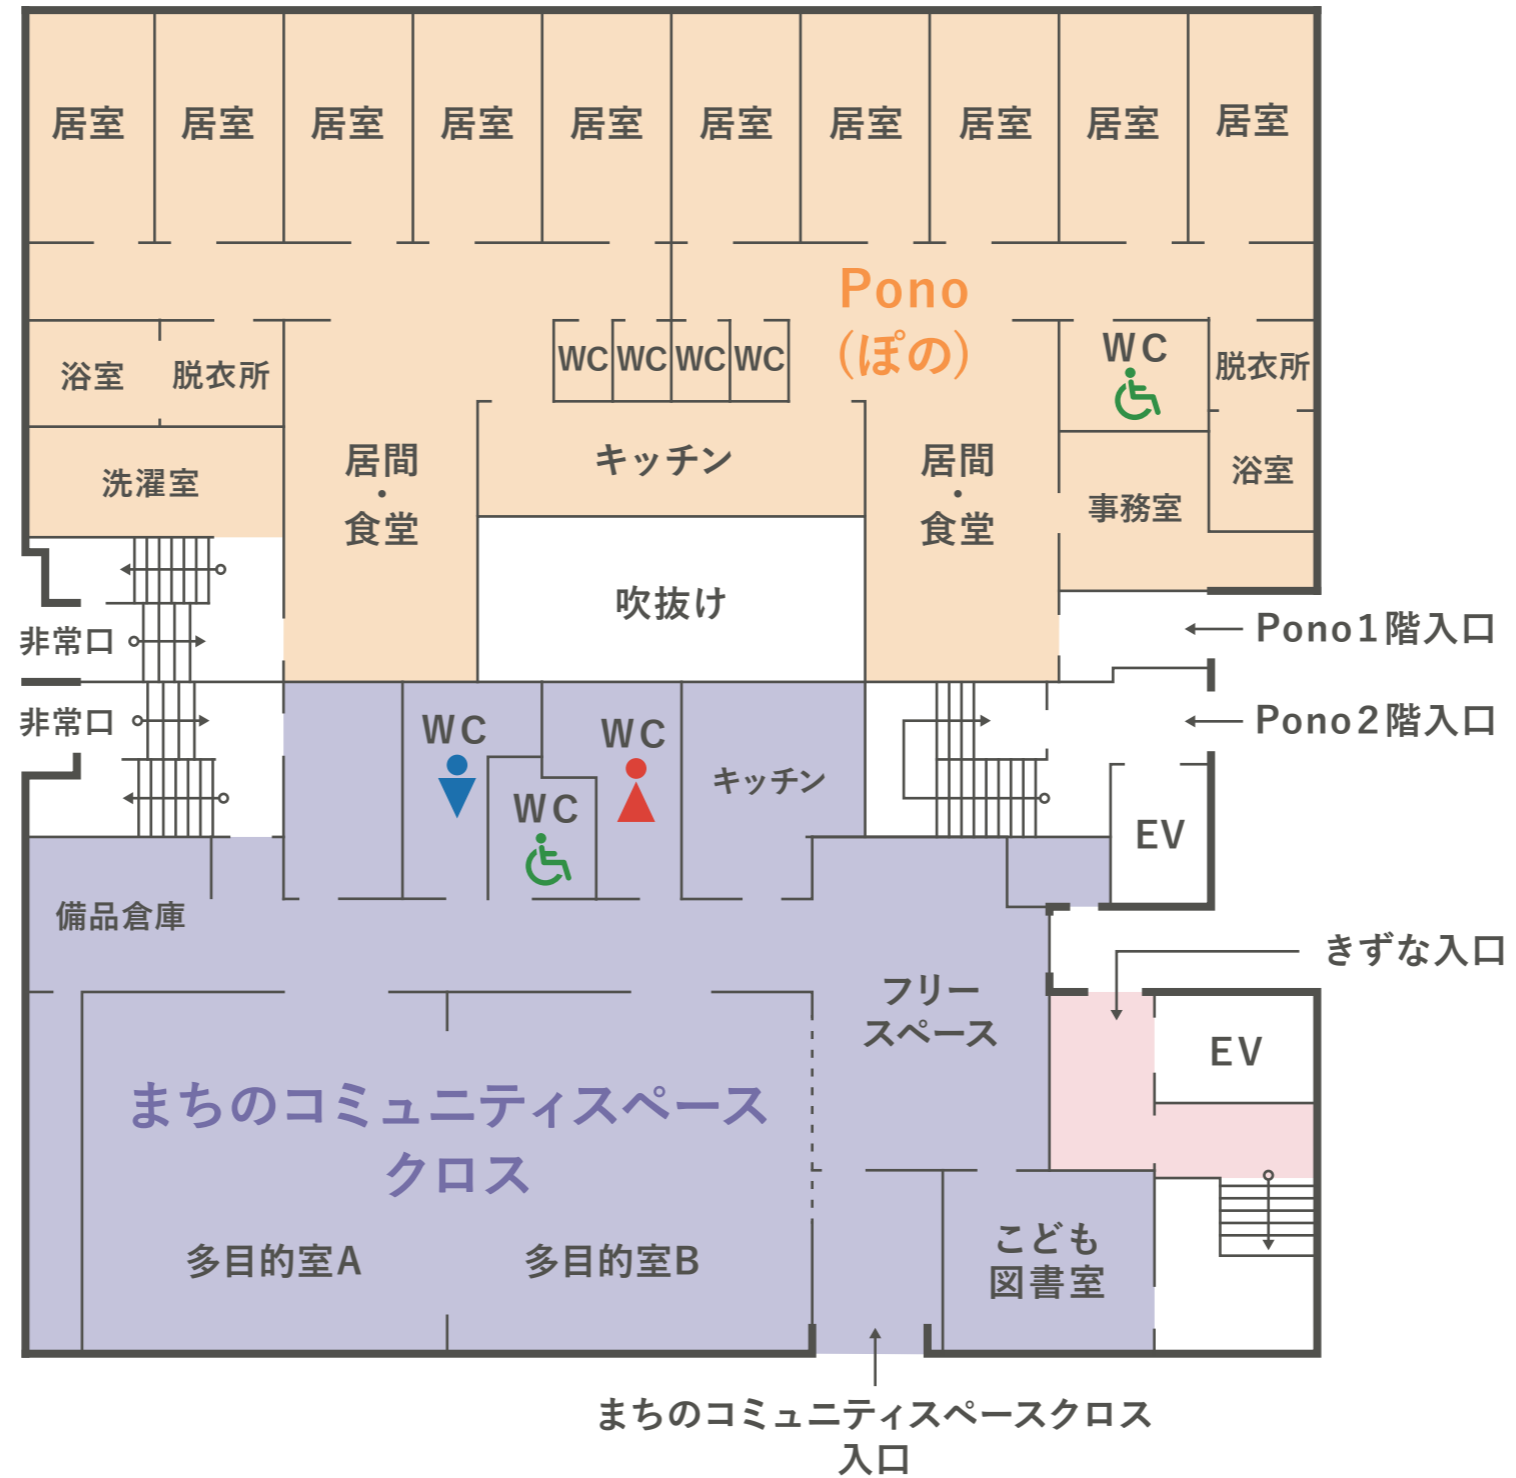 居室
居室
居室
居室
居室
居室
居室
居室
居室
居室
Pono
(ぽの)
浴室
脱衣所
WC
WC
WC
WC
WC
脱衣所
洗濯室
居間
・
食堂
キッチン
居間
・
食堂
事務室
浴室
吹抜け
非常口
Pono1階入口
非常口
Pono2階入口
WC
WC
WC
キッチン
EV
備品倉庫
きずな入口
フリー
スペース
EV
まちのコミュニティスペース
クロス
多目的室A
多目的室B
こども
図書室
まちのコミュニティスペースクロス
入口